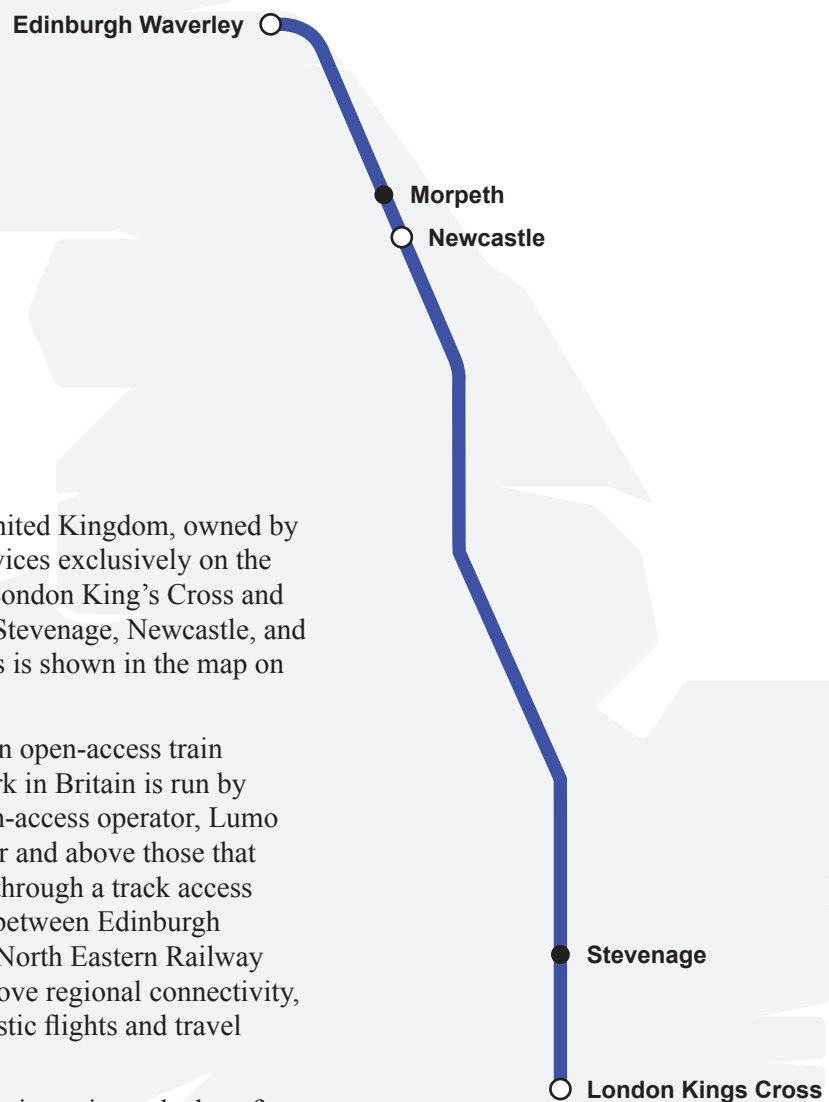 Edinburgh Waverley
Morpeth
Newcastle
nited Kingdom, owned by
vices exclusively on the
ondon King’s Cross and
Stevenage, Newcastle, and
s is shown in the map on
n open-access train
rk in Britain is run by
n-access operator, Lumo
r and above those that
through a track access
between Edinburgh
North Eastern Railway
ove regional connectivity,
stic flights and travel
Stevenage
London Kings Cross